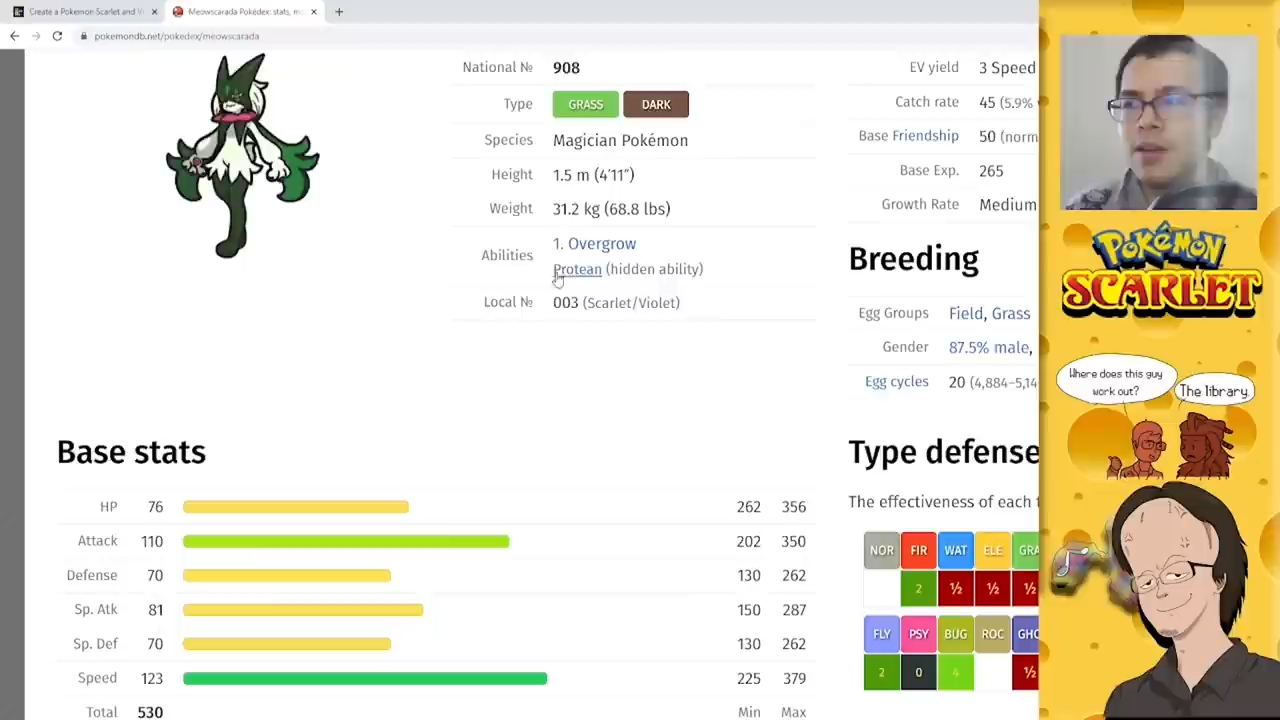 Create a Pokemon Scarlet and Vi
Meowscarada Pokédex: stats, mo
pokemondb.net/pokedex/meowscarada
National № 908
Type GRASS DARK
Species Magician Pokémon
Height 1.5 m (4′11″)
Weight 31.2 kg (68.8 lbs)
Abilities 1. Overgrow
Protean (hidden ability)
Local № 003 (Scarlet/Violet)
EV yield 3 Speed
Catch rate 45 (5.9%
Base Friendship 50 (norm
Base Exp. 265
Growth Rate Medium
Breeding
Egg Groups Field, Grass
Gender 87.5% male,
Egg cycles 20 (4,884–5,14
Base stats
HP 76 262 356
Attack 110 202 350
Defense 70 130 262
Sp. Atk 81 150 287
Sp. Def 70 130 262
Speed 123 225 379
Total 530 Min Max
Type defense
The effectiveness of each t
NOR FIR WAT ELE GRA
2 ½ ½ ½
FLY PSY BUG ROC GHO
2 0 4 ½
POKéMON
SCARLET
Where does this guy
work out?
The library.